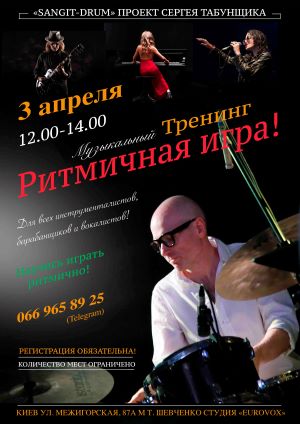 «SANGIT-DRUM» ПРОЕКТ СЕРГЕЯ ТАБУНЩИКА
3 апреля
12.00-14.00
Музыкальный Тренинг
Ритмичная игра!
Для всех инструменталистов,
барабанщиков и вокалистов!
Научись играть
ритмично!
066 965 89 25
(Telegram)
РЕГИСТРАЦИЯ ОБЯЗАТЕЛЬНА!
КОЛИЧЕСТВО МЕСТ ОГРАНИЧЕНО
КИЕВ УЛ. МЕЖИГОРСКАЯ, 87А М Т. ШЕВЧЕНКО СТУДИЯ «EUROVOX»